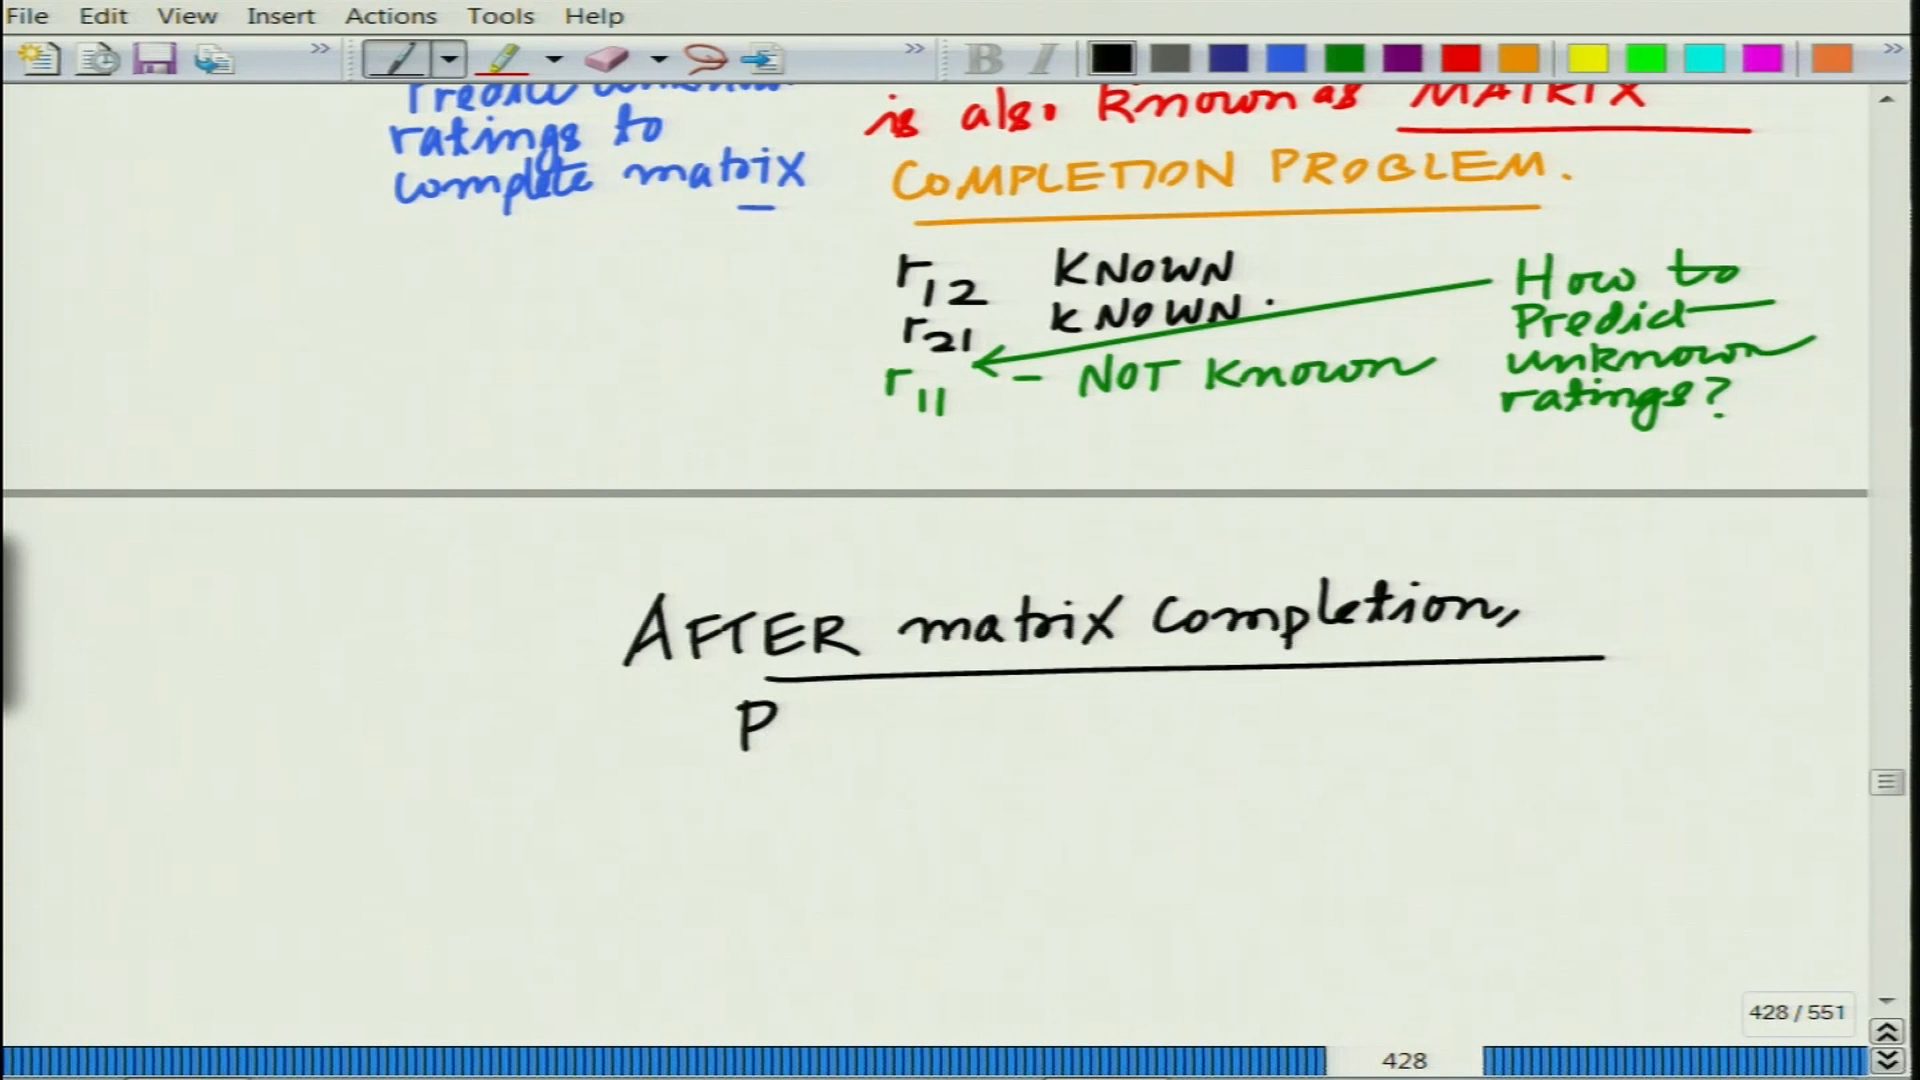 File Edit View Insert Actions Tools Help
B I
Predict
ratings to
complete matrix
is also known as MATRIX
COMPLETION PROBLEM.
r12 KNOWN
r21 KNOWN.
r11 - NOT Known
How to
Predict
unknown
ratings?
AFTER matrix completion,
P
428 / 551
428